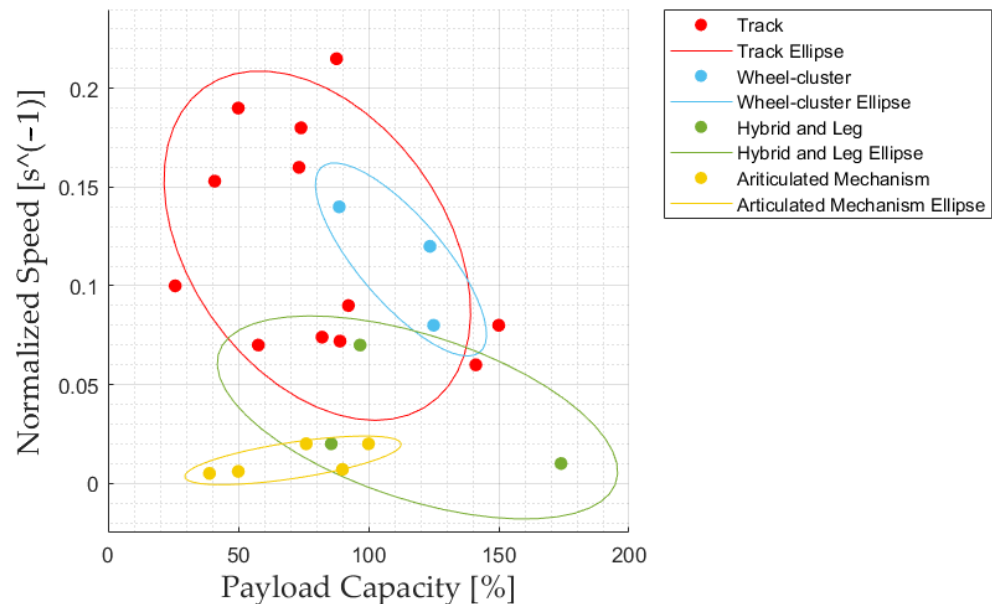 Normalized Speed [s^(−1)]
0.2
0.15
0.1
0.05
0
0
50
100
150
200
Payload Capacity [%]
Track
Track Ellipse
Wheel-cluster
Wheel-cluster Ellipse
Hybrid and Leg
Hybrid and Leg Ellipse
Ariticulated Mechanism
Articulated Mechanism Ellipse